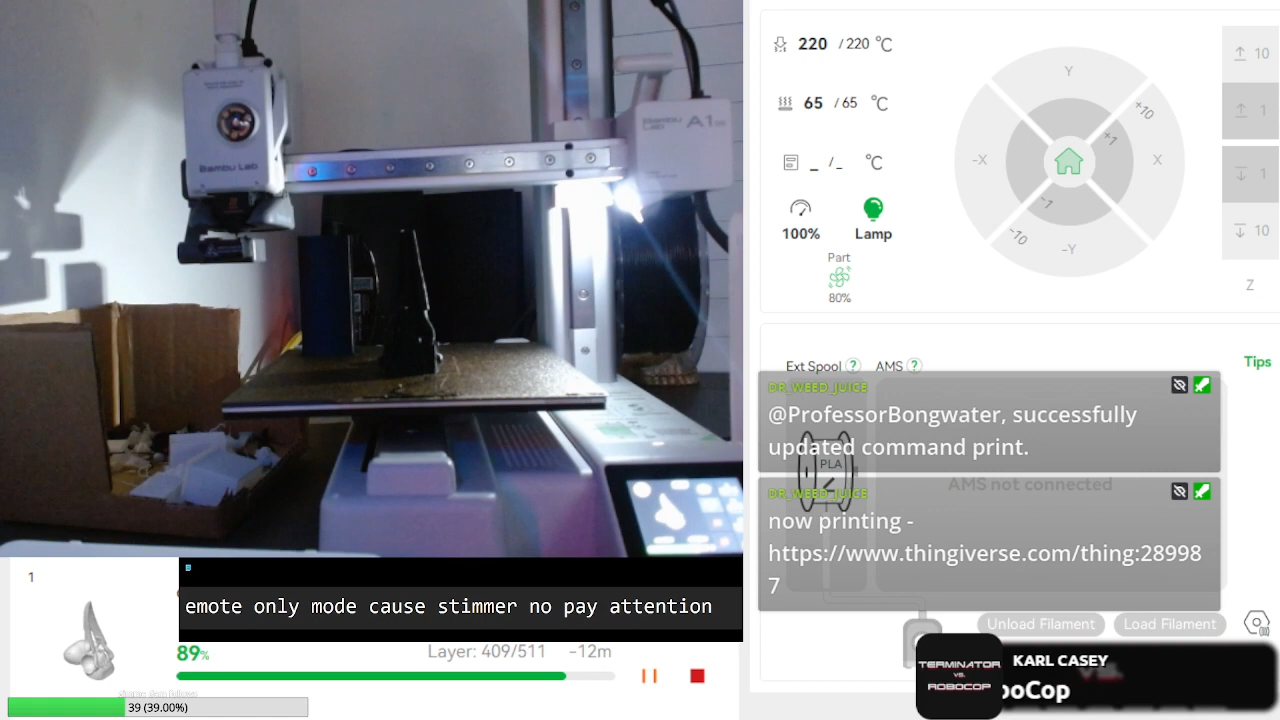 Bambu Lab
Bambu
Lab
A1
220 / 220 °C
65 / 65 °C
_ / _ °C
100%
Lamp
Part
80%
Y
+10
+1
-X
X
-1
-10
-Y
10
1
1
10
Z
Ext Spool ?
AMS ?
Tips
DR_WEED_JUICE
@ProfessorBongwater, successfully
updated command print.
PLA
AMS not connected
DR_WEED_JUICE
now printing -
https://www.thingiverse.com/thing:28998
7
Unload Filament
Load Filament
1
emote only mode cause stimmer no pay attention
89%
Layer: 409/511
-12m
39 (39.00%)
TERMINATOR
VS.
ROBOCOP
KARL CASEY
boCop